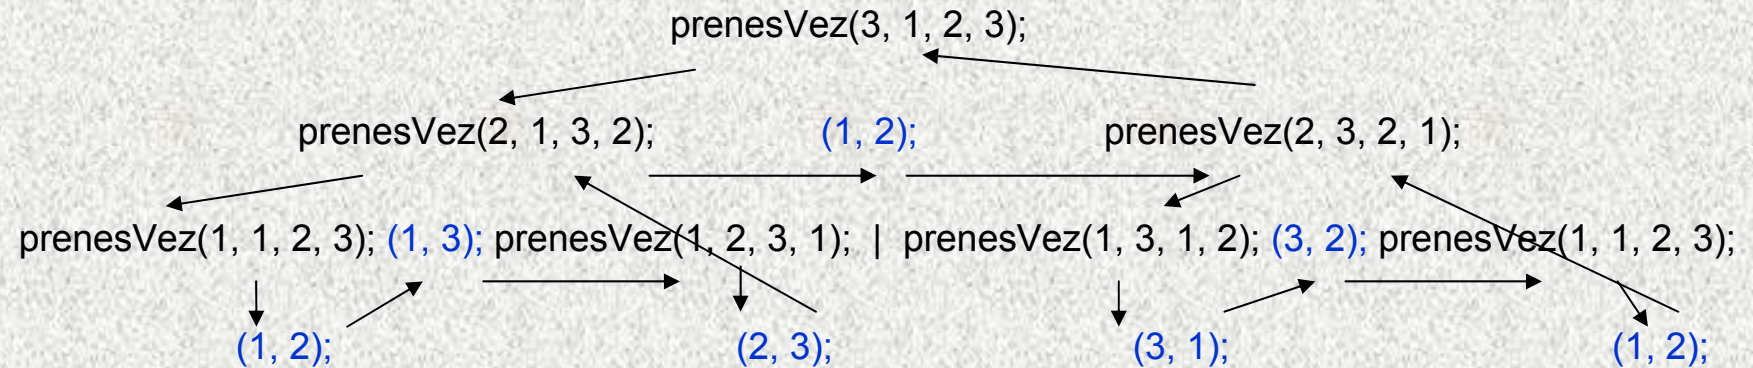 prenesVez(3, 1, 2, 3);
prenesVez(2, 1, 3, 2); (1, 2); prenesVez(2, 3, 2, 1);
prenesVez(1, 1, 2, 3); (1, 3); prenesVez(1, 2, 3, 1); | prenesVez(1, 3, 1, 2); (3, 2); prenesVez(1, 1, 2, 3);
(1, 2); (2, 3); (3, 1); (1, 2);